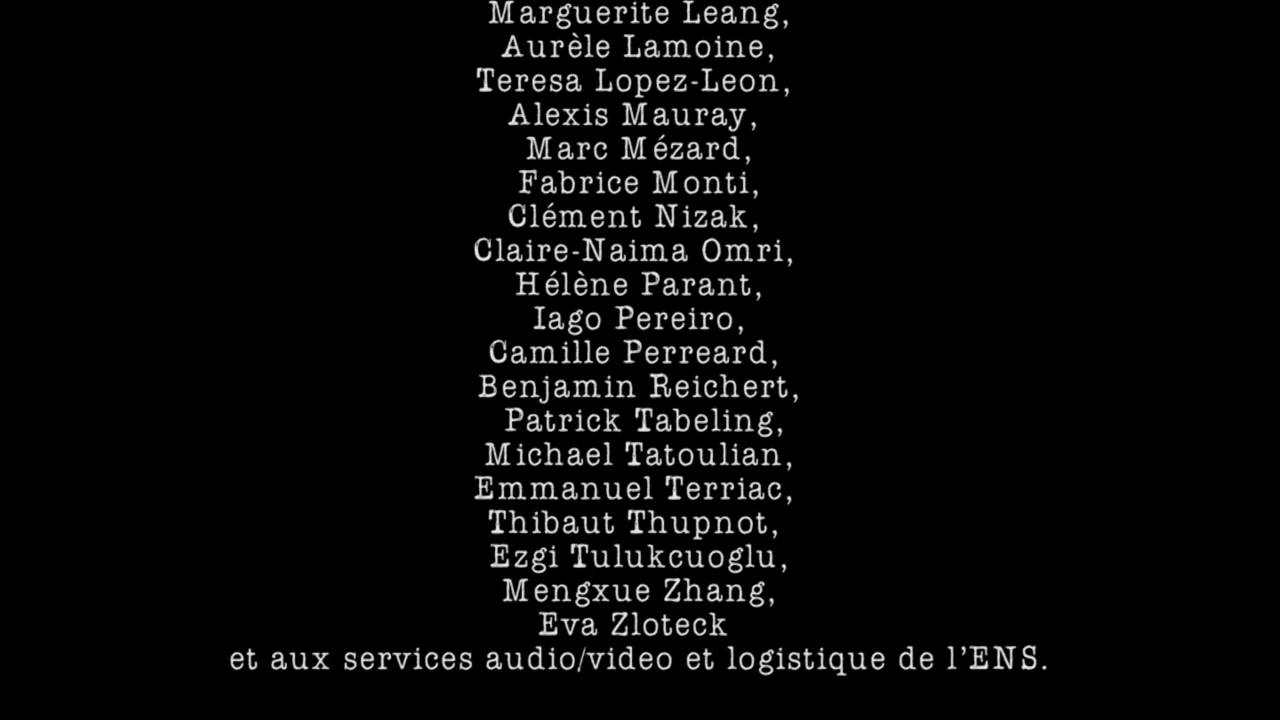 Marguerite Leang,
Aurèle Lamoine,
Teresa Lopez-Leon,
Alexis Mauray,
Marc Mézard,
Fabrice Monti,
Clément Nizak,
Claire-Naima Omri,
Hélène Parant,
Iago Pereiro,
Camille Perreard,
Benjamin Reichert,
Patrick Tabeling,
Michael Tatoulian,
Emmanuel Terriac,
Thibaut Thupnot,
Ezgi Tulukcuoglu,
Mengxue Zhang,
Eva Zloteck
et aux services audio/video et logistique de l'ENS.